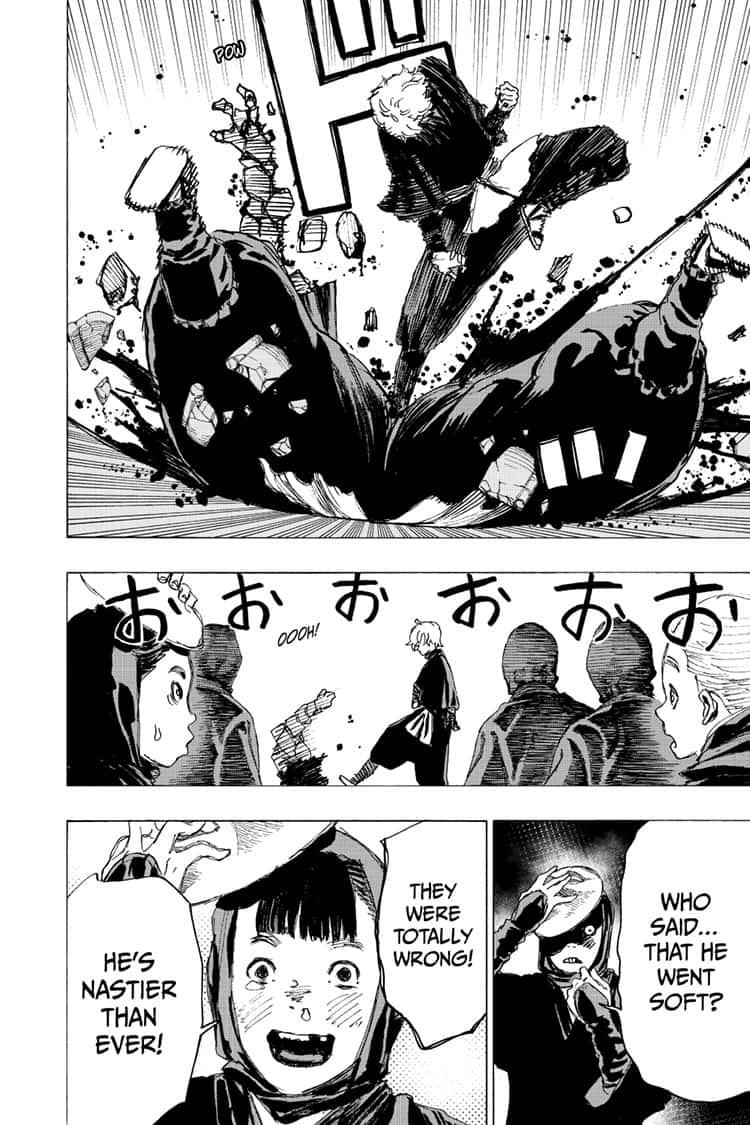 POW
ド
お お お お お お
OOOH!
WHO
SAID...
THAT HE
WENT
SOFT?
THEY
WERE
TOTALLY
WRONG!
HE'S
NASTIER
THAN
EVER!